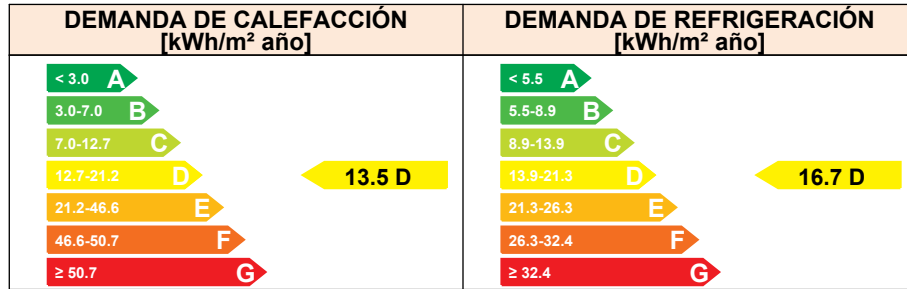 DEMANDA DE CALEFACCIÓN
[kWh/m² año]
< 3.0 A
3.0-7.0 B
7.0-12.7 C
12.7-21.2 D
13.5 D
21.2-46.6 E
46.6-50.7 F
≥ 50.7 G
DEMANDA DE REFRIGERACIÓN
[kWh/m² año]
< 5.5 A
5.5-8.9 B
8.9-13.9 C
13.9-21.3 D
16.7 D
21.3-26.3 E
26.3-32.4 F
≥ 32.4 G